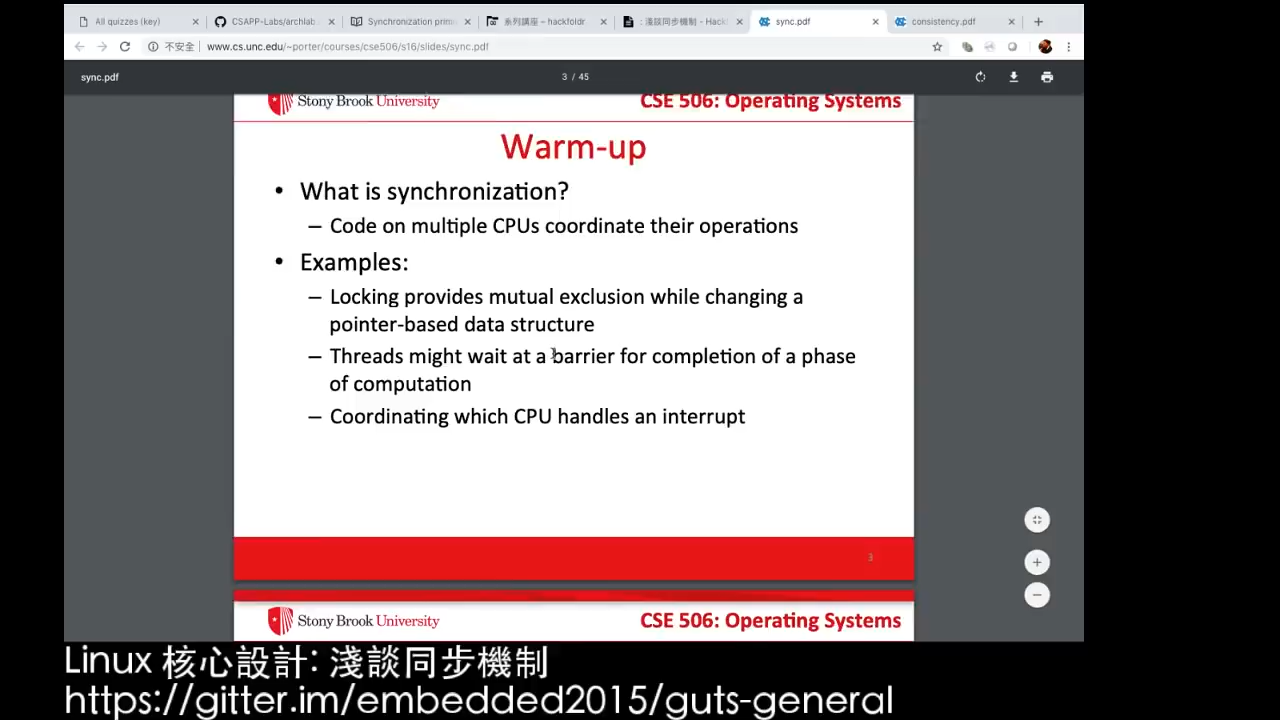 All quizzes (key)
CSAPP-Labs/archlab
Synchronization primi
系列講座 – hackfoldr
: 淺談同步機制 - Hack
sync.pdf
consistency.pdf
不安全
www.cs.unc.edu/~porter/courses/cse506/s16/slides/sync.pdf
sync.pdf
3 / 45
Stony Brook University
CSE 506: Operating Systems
Warm-up
• What is synchronization?
– Code on multiple CPUs coordinate their operations
• Examples:
– Locking provides mutual exclusion while changing a
pointer-based data structure
– Threads might wait at a barrier for completion of a phase
of computation
– Coordinating which CPU handles an interrupt
3
Stony Brook University
CSE 506: Operating Systems
Linux 核心設計: 淺談同步機制
https://gitter.im/embedded2015/guts-general